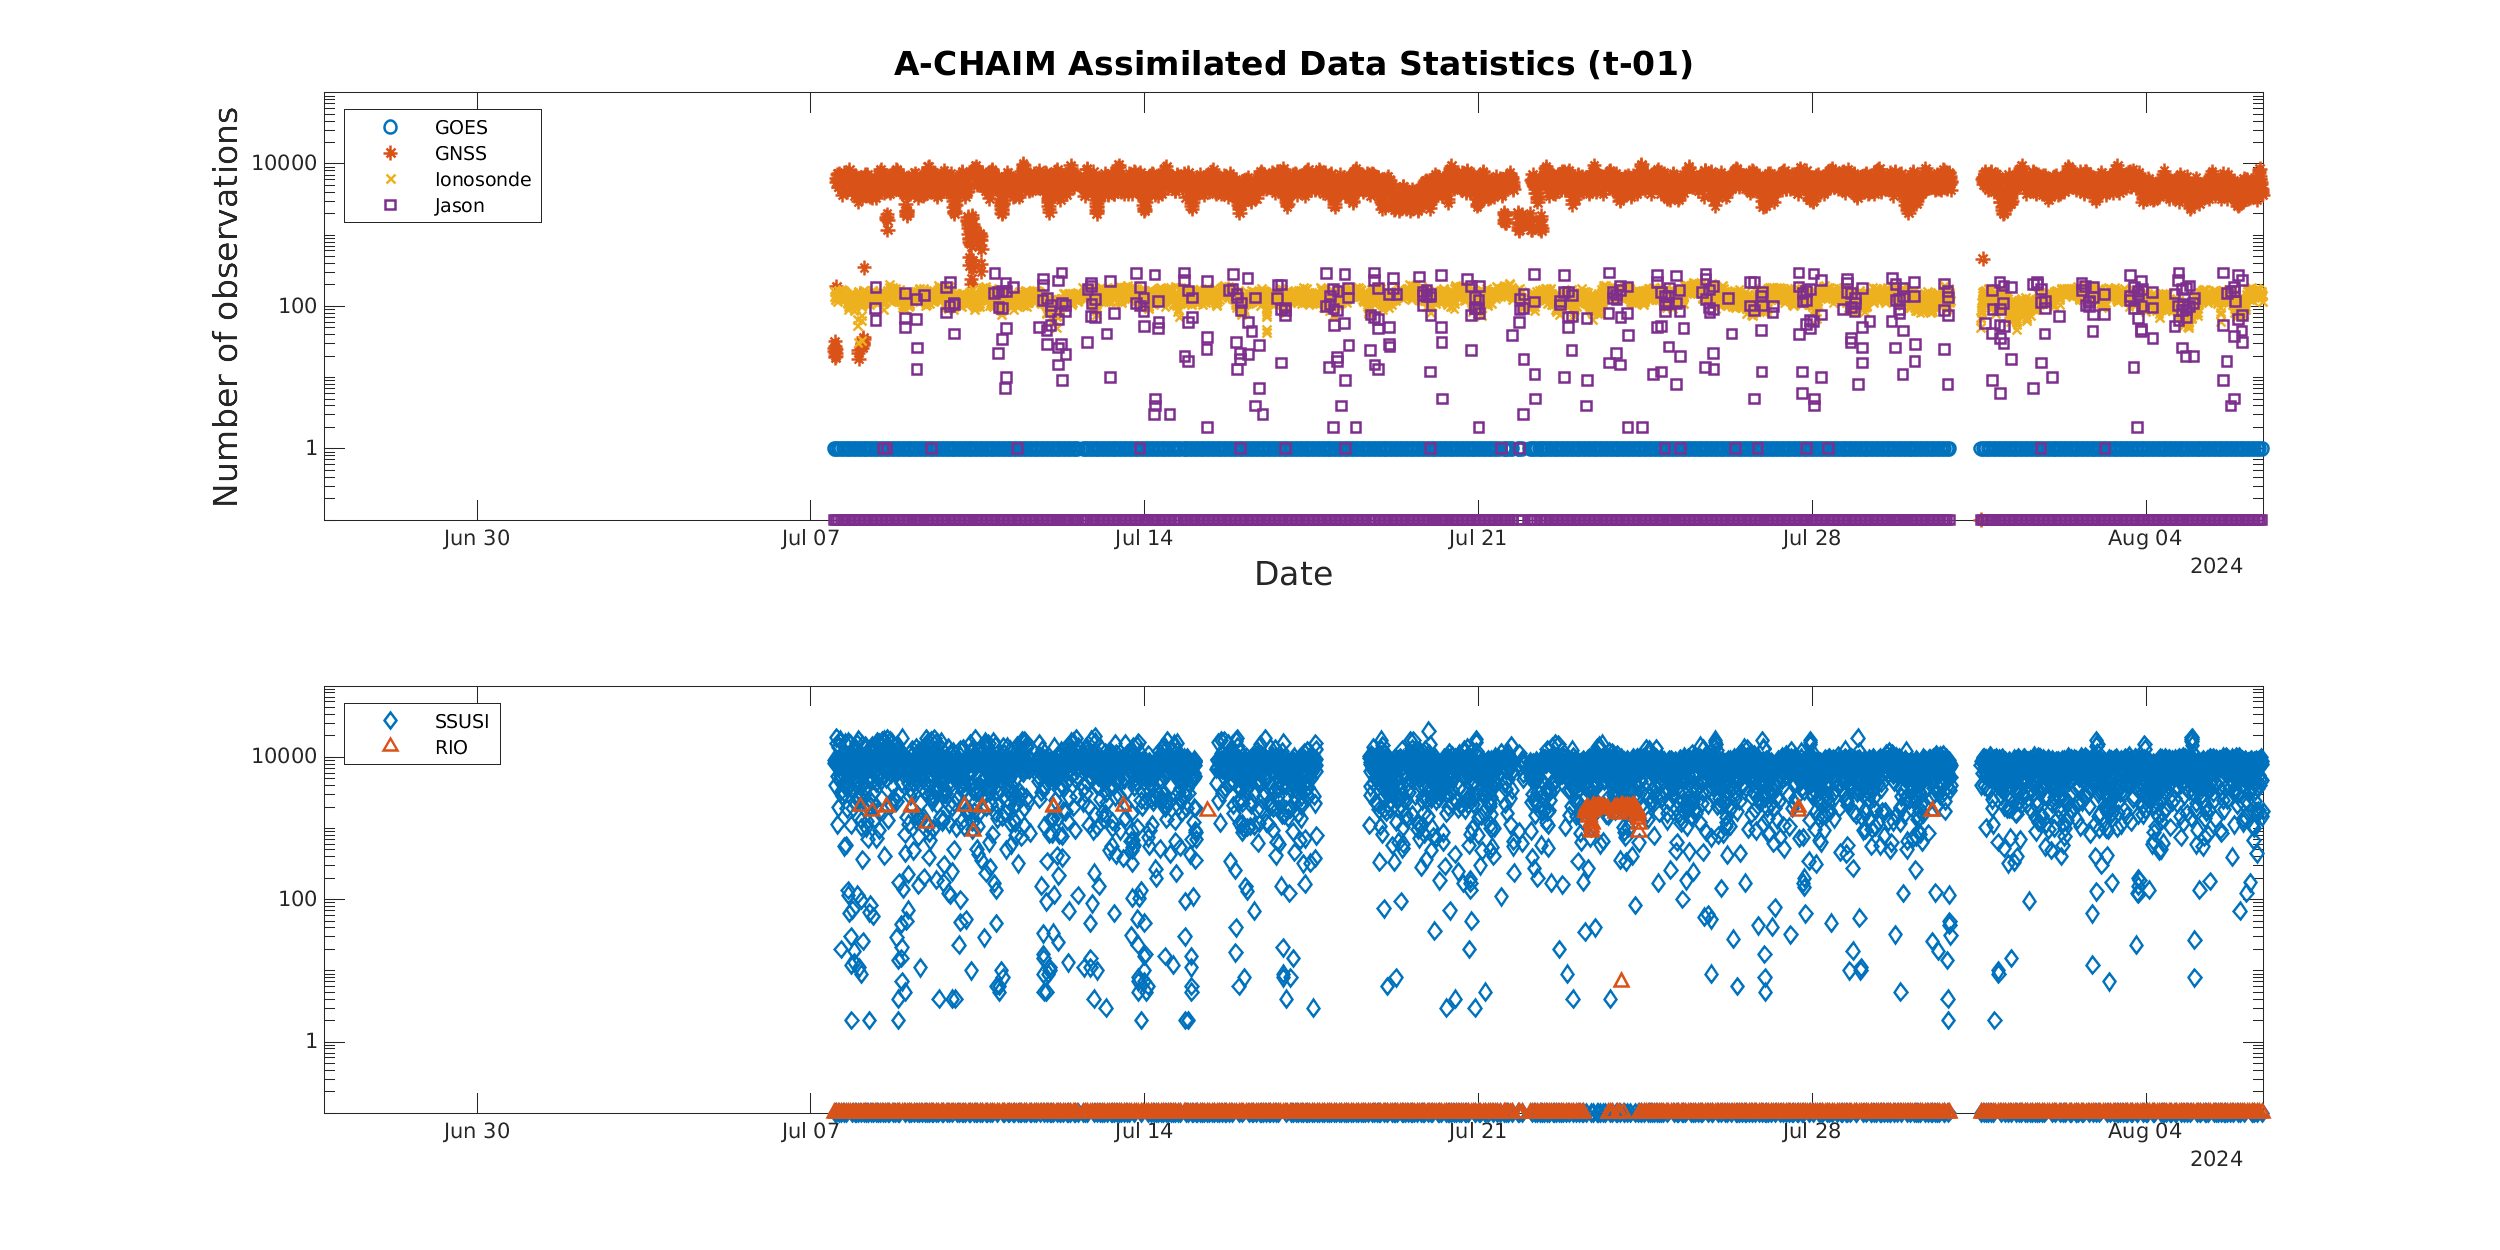 A-CHAIM Assimilated Data Statistics (t-01)
Number of observations
10000
100
1
GOES
GNSS
Ionosonde
Jason
Jun 30
Jul 07
Jul 14
Jul 21
Jul 28
Aug 04
2024
Date
10000
100
1
SSUSI
RIO
Jun 30
Jul 07
Jul 14
Jul 21
Jul 28
Aug 04
2024